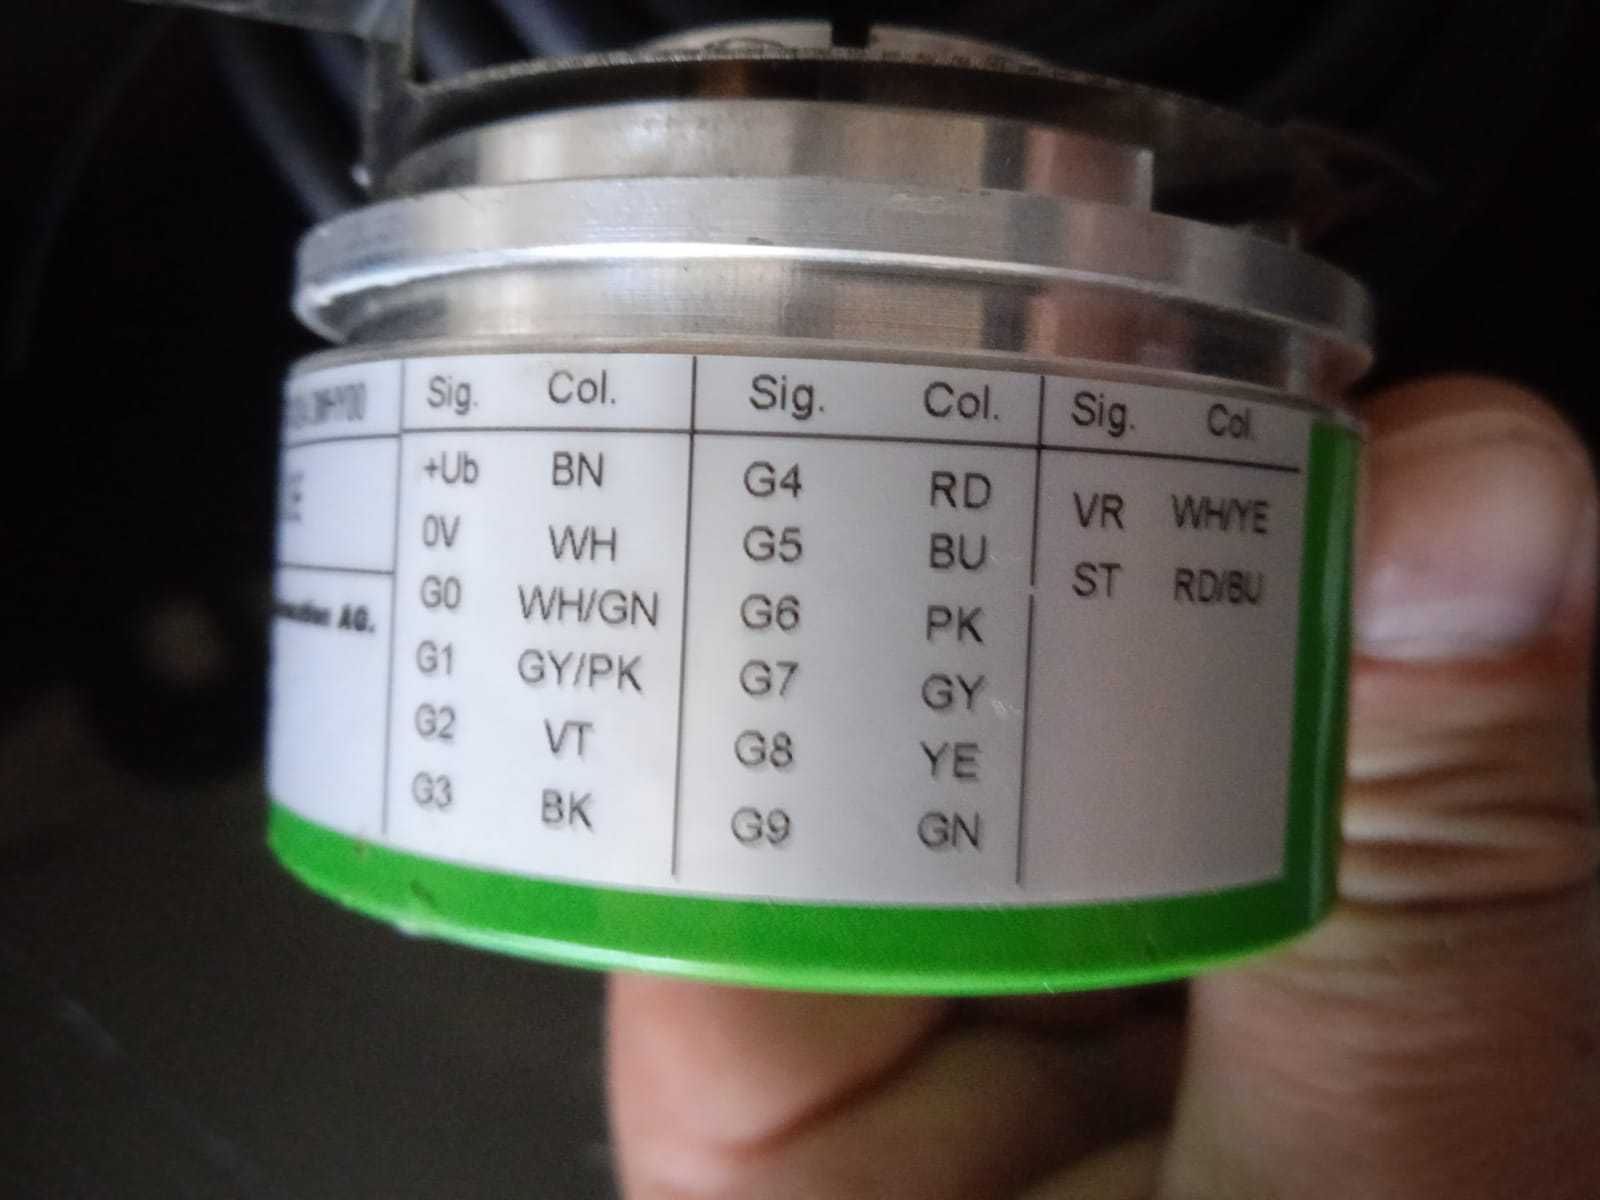 Sig. Col.
+Ub BN
0V WH
G0 WH/GN
G1 GY/PK
G2 VT
G3 BK
Sig. Col.
G4 RD
G5 BU
G6 PK
G7 GY
G8 YE
G9 GN
Sig. Col.
VR WH/YE
ST RD/BU
AG.